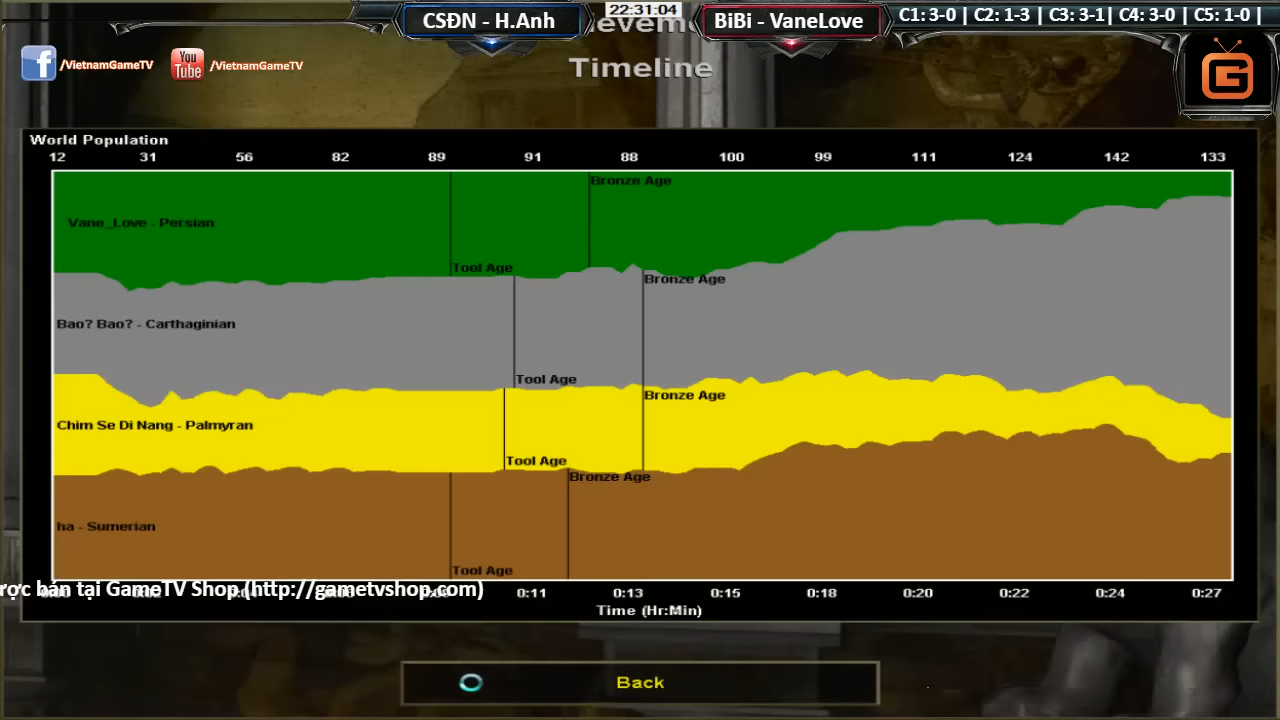 22:31:04
CSĐN - H.Anh
BiBi - VaneLove
C1: 3-0 | C2: 1-3 | C3: 3-1| C4: 3-0 | C5: 1-0 |
Timeline
/VietnamGameTV
You Tube /VietnamGameTV
World Population
12 31 56 82 89 91 88 100 99 111 124 142 133
Bronze Age
Vane_Love - Persian
Tool Age
Bronze Age
Bao? Bao? - Carthaginian
Tool Age
Bronze Age
Chim Se Di Nang - Palmyran
Tool Age
Bronze Age
ha - Sumerian
Tool Age
bán tại GameTV Shop (http://gametvshop.com)
0:11 0:13 0:15 0:18 0:20 0:22 0:24 0:27
Time (Hr:Min)
Back